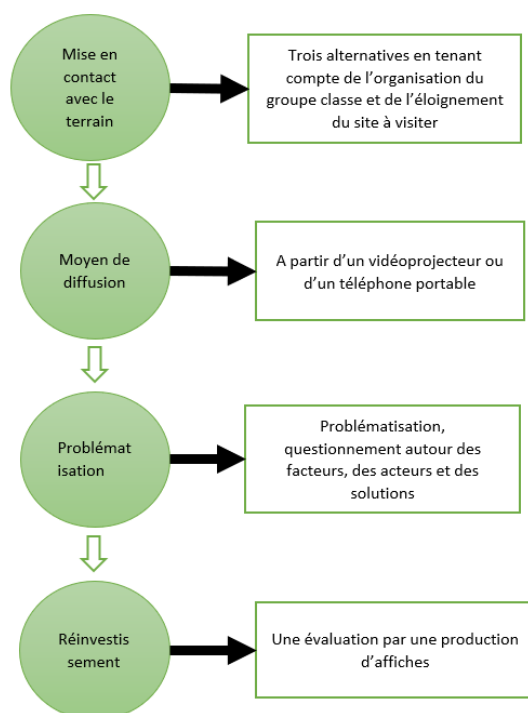 Mise en
contact
avec le
terrain
Trois alternatives en tenant
compte de l'organisation du
groupe classe et de l'éloignement
du site à visiter
Moyen de
diffusion
A partir d'un vidéoprojecteur ou
d'un téléphone portable
Problémat
isation
Problématisation,
questionnement autour des
facteurs, des acteurs et des
solutions
Réinvestis
sement
Une évaluation par une production
d'affiches